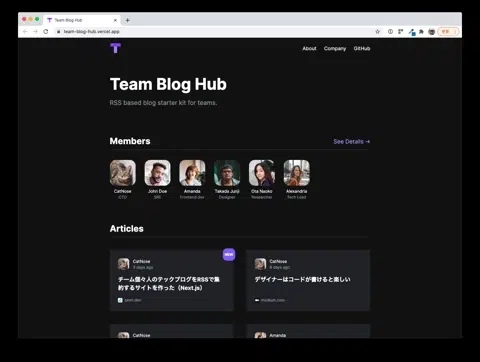 Team Blog Hub
team-blog-hub.vercel.app
更新
T
About Company GitHub
Team Blog Hub
RSS based blog starter kit for teams.
Members
See Details →
CatNose John Doe Amanda Takada Junji Ota Naoko Alexandria
CTO SRE Frontend dev Designer Researcher Tech Lead
Articles
NEW
CatNose
3 days ago
チーム個々人のテックブログをRSSで集
約するサイトを作った（Next.js）
zenn.dev
CatNose
6 days ago
デザイナーはコードが書けると楽しい
medium.com
CatNose
Amanda